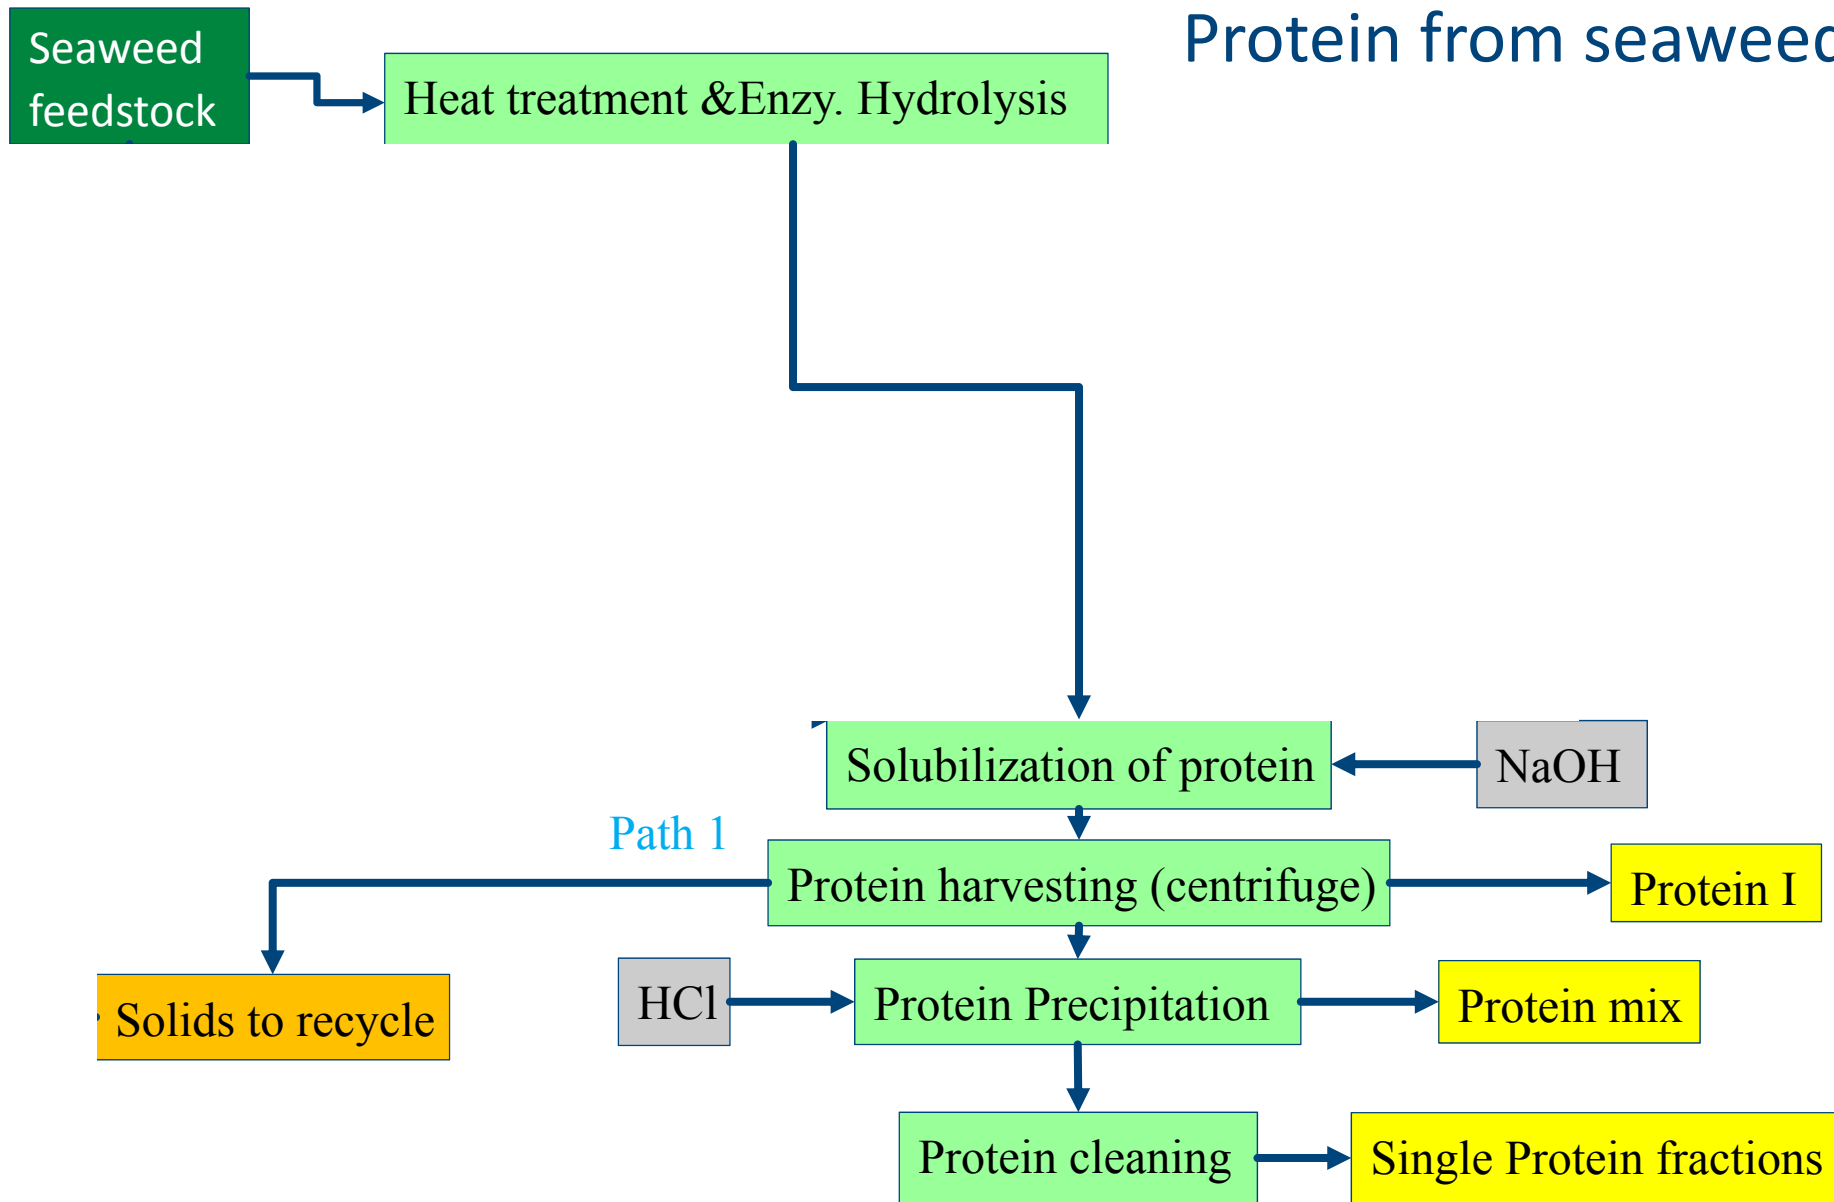 Protein from seaweed
Seaweed
feedstock
Heat treatment &Enzy. Hydrolysis
Solubilization of protein
NaOH
Path 1
Protein harvesting (centrifuge)
Protein I
Solids to recycle
HCl
Protein Precipitation
Protein mix
Protein cleaning
Single Protein fractions